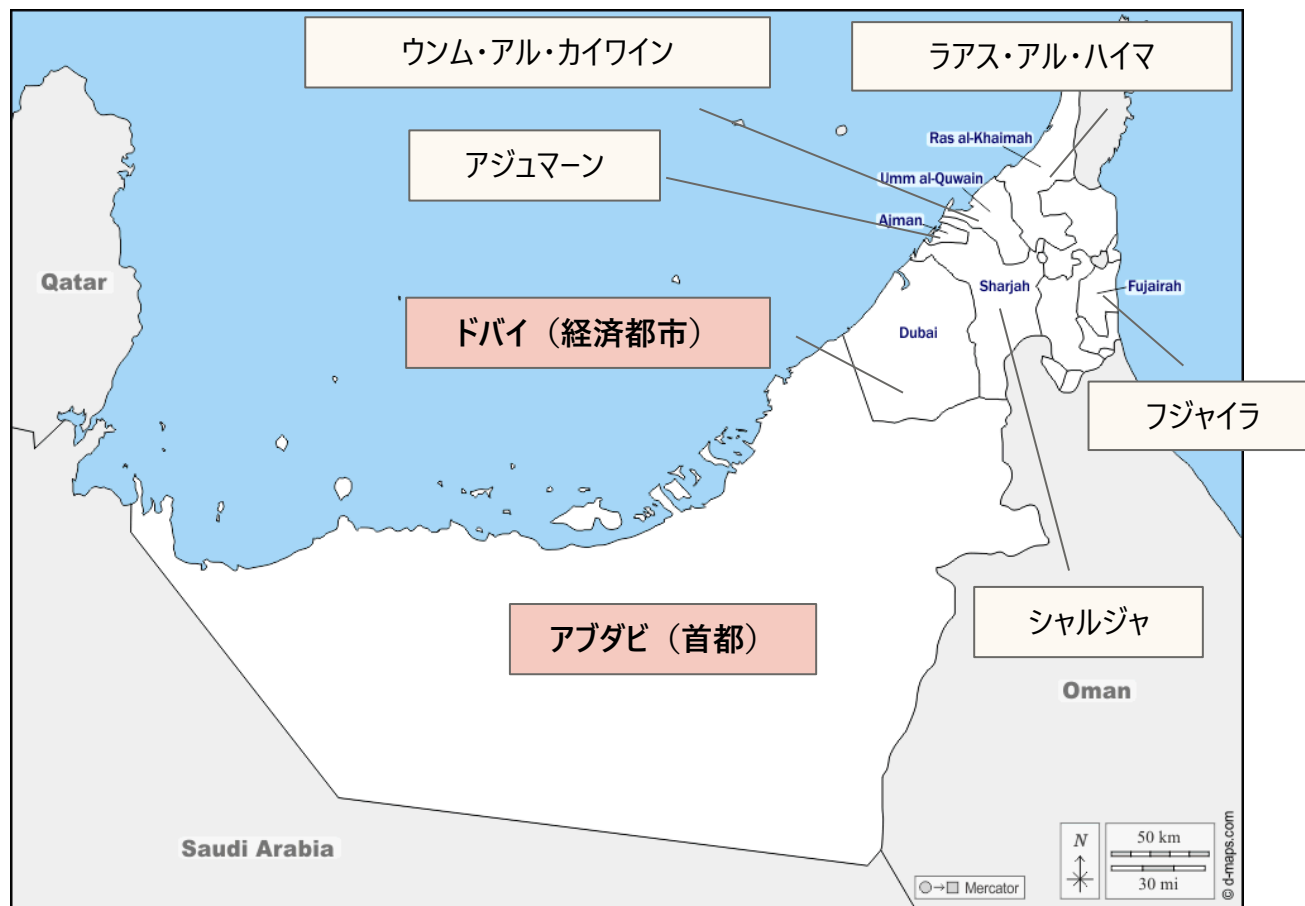 ウンム・アル・カイワイン
ラアス・アル・ハイマ
Ras al-Khaimah
アジュマーン
Umm al-Quwain
Ajman
Qatar
Sharjah
Fujairah
ドバイ（経済都市）
Dubai
フジャイラ
アブダビ（首都）
シャルジャ
Oman
Saudi Arabia
N
50 km
30 mi
Mercator
© d-maps.com